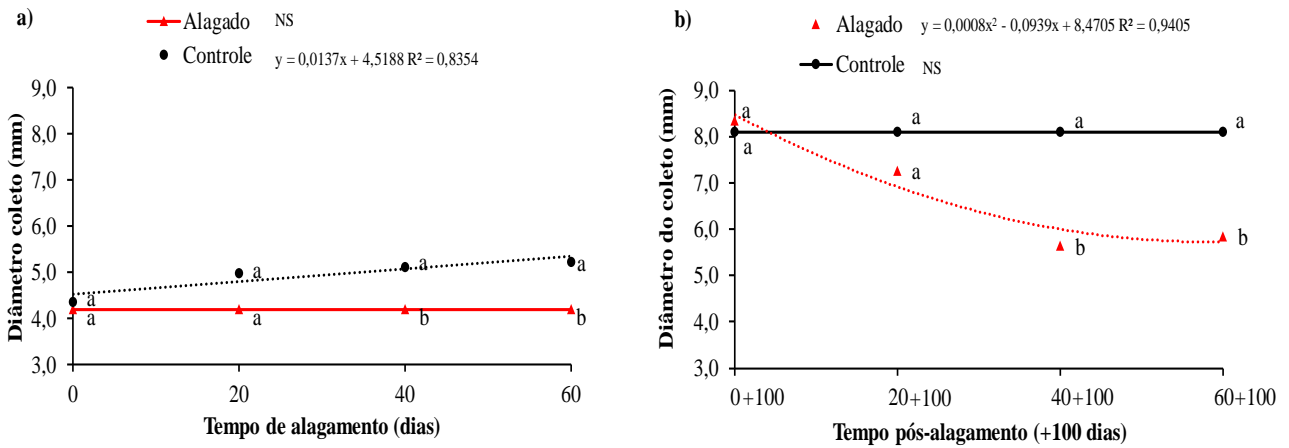 a)
Alagado NS
Controle y = 0,0137x + 4,5188 R² = 0,8354
9,0
8,0
7,0
6,0
5,0
4,0
3,0
Diâmetro coleto (mm)
a a a a
a a b b
0 20 40 60
Tempo de alagamento (dias)
b)
Alagado y = 0,0008x² - 0,0939x + 8,4705 R² = 0,9405
Controle NS
9,0
8,0
7,0
6,0
5,0
4,0
3,0
Diâmetro do coleto (mm)
a a a a
a
a
b b
0+100 20+100 40+100 60+100
Tempo pós-alagamento (+100 dias)